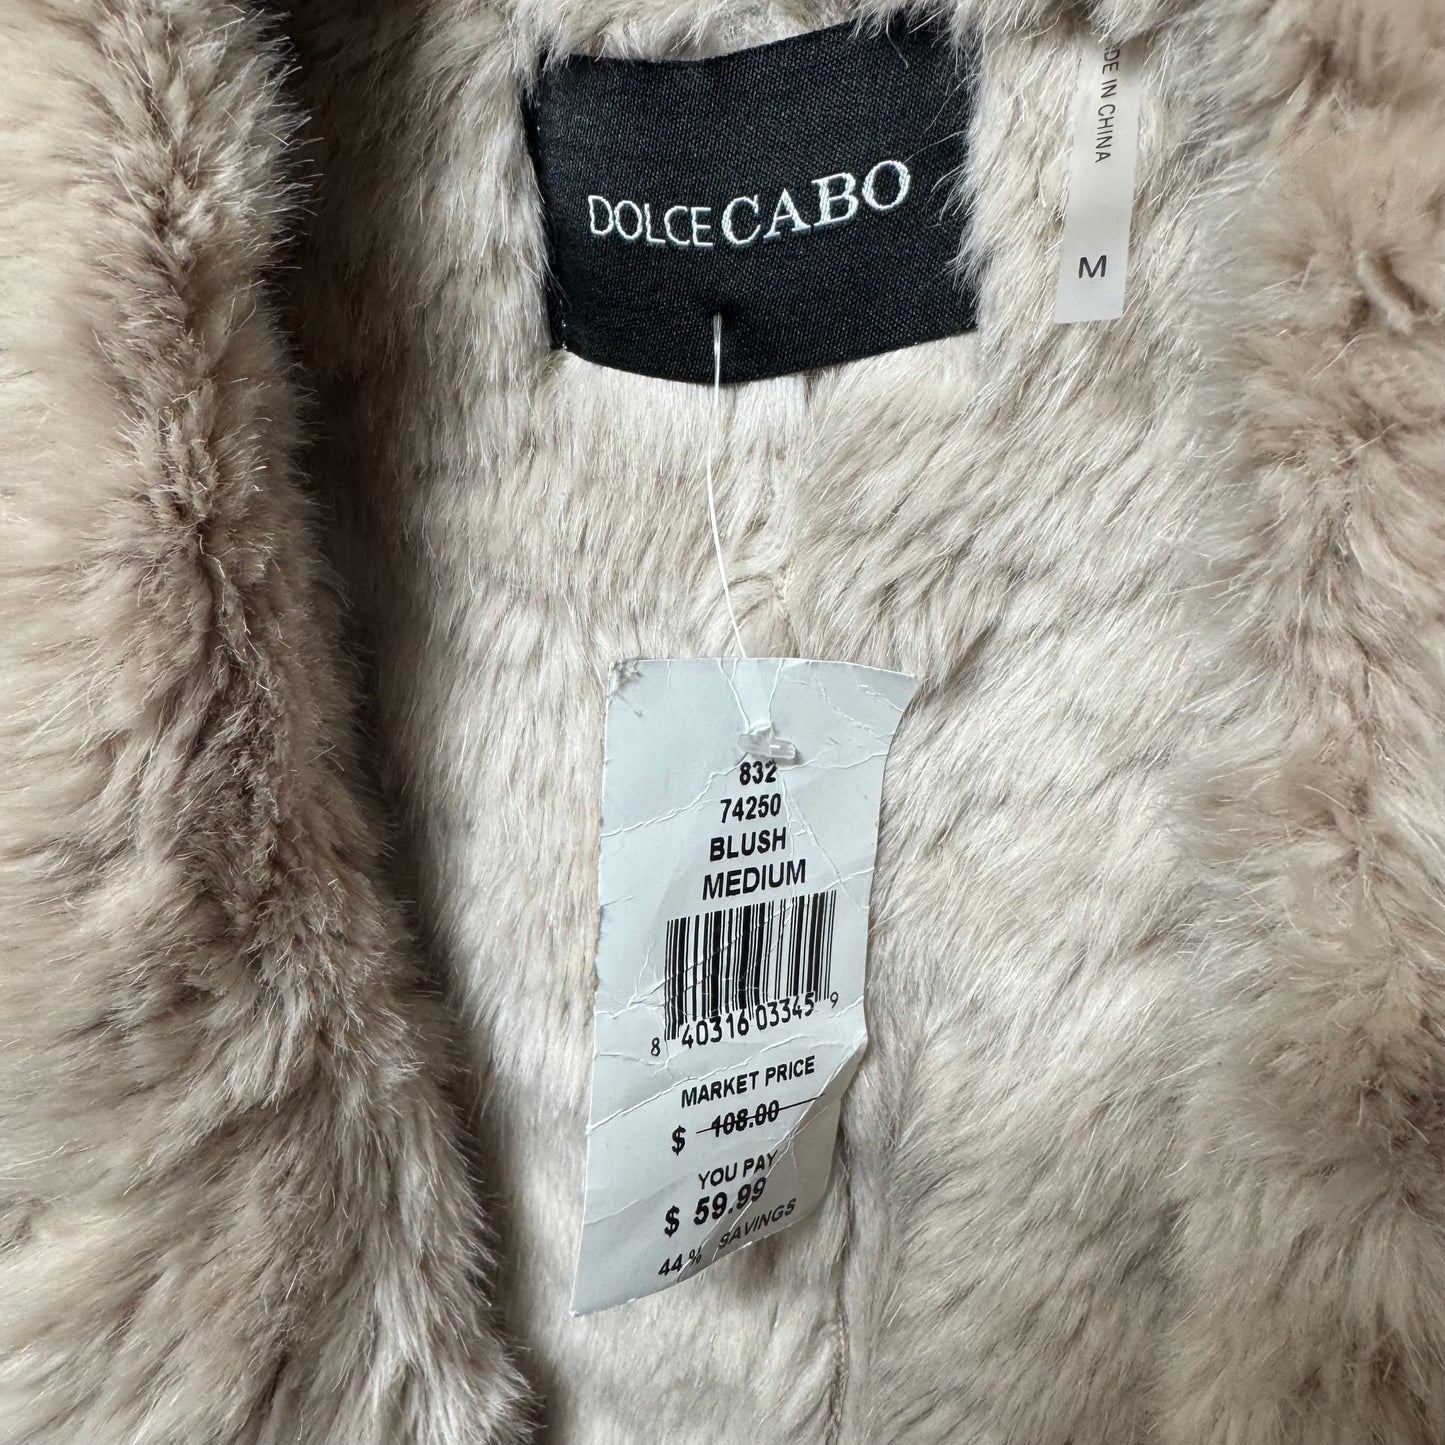 DOLCE CABO
DE IN CHINA
M
832
74250
BLUSH
MEDIUM
8 40316 03345 9
MARKET PRICE
$ 108.00
YOU PAY
$ 59.99
44% SAVINGS